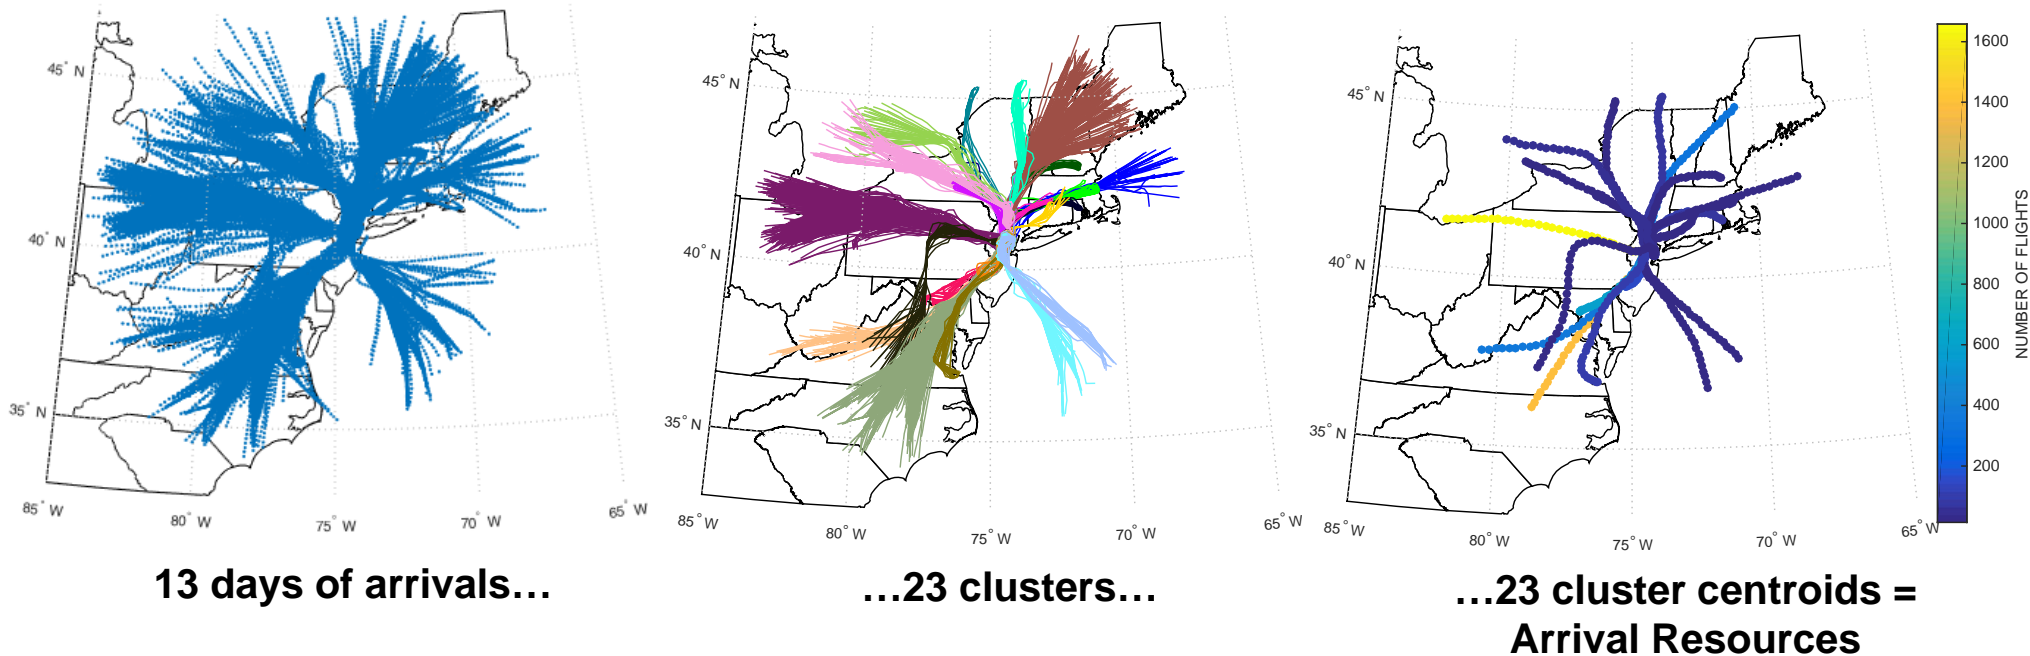 45° N
40° N
35° N
85° W
80° W
75° W
70° W
65° W
13 days of arrivals…
45° N
40° N
35° N
85° W
80° W
75° W
70° W
65° W
…23 clusters…
45° N
40° N
35° N
85° W
80° W
75° W
70° W
65° W
1600
1400
1200
1000
800
600
400
200
NUMBER OF FLIGHTS
…23 cluster centroids =
Arrival Resources